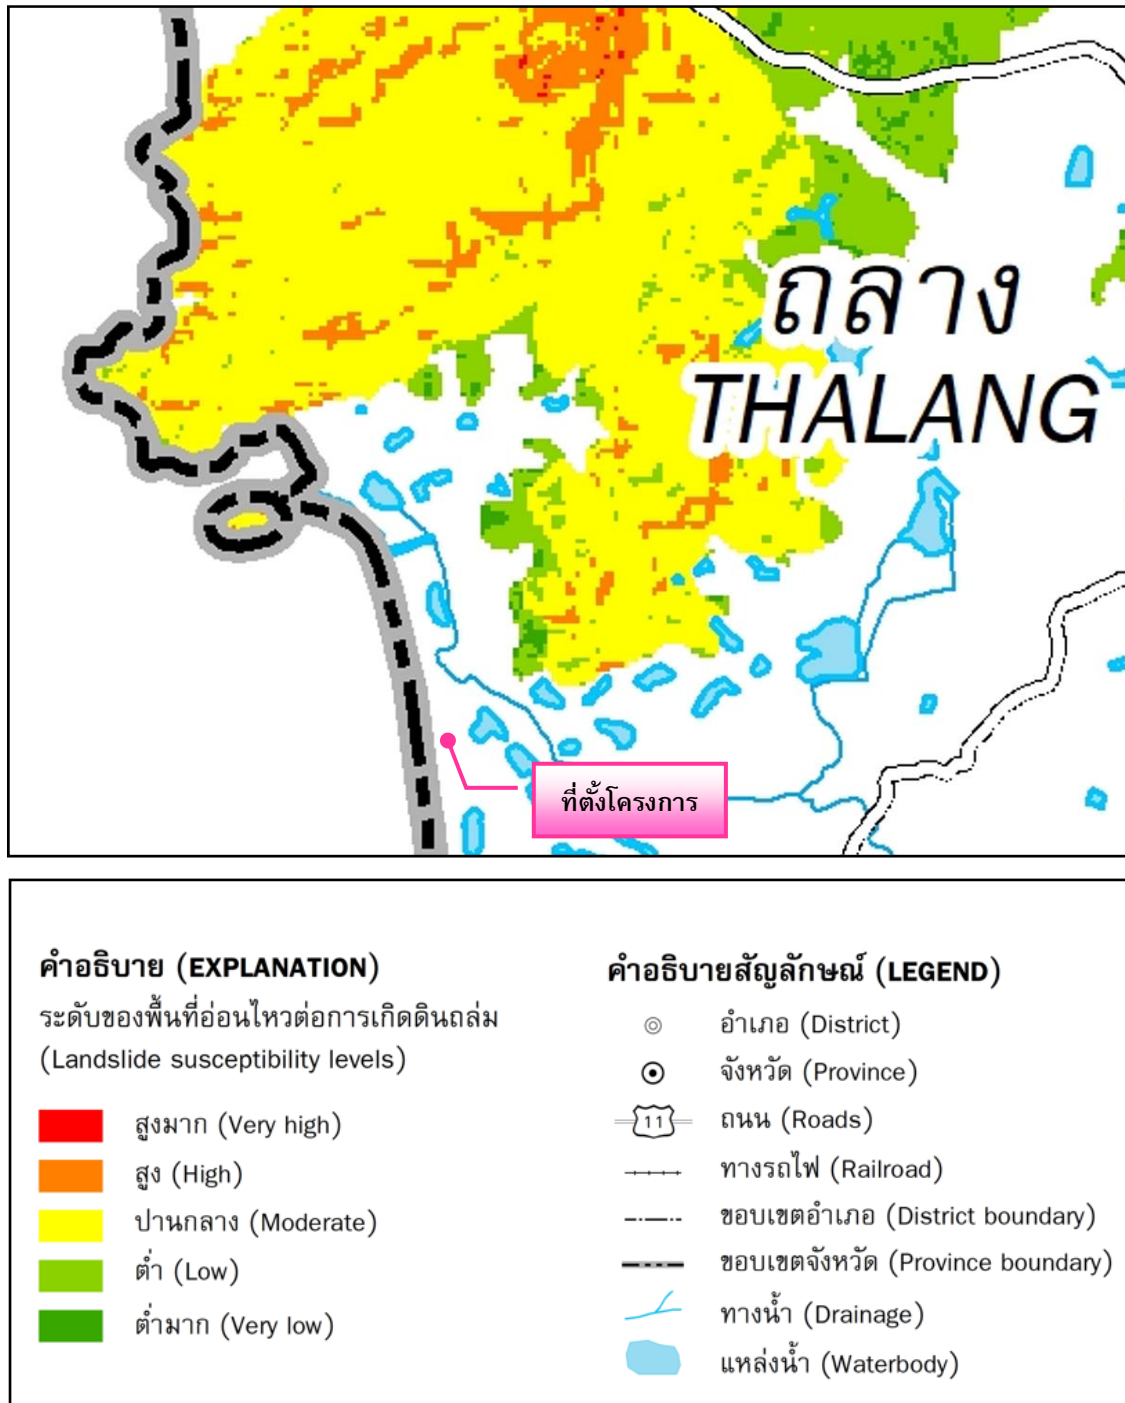 ถลาง
THALANG
ที่ตั้งโครงการ
คำอธิบาย (EXPLANATION)
ระดับของพื้นที่อ่อนไหวต่อการเกิดดินถล่ม
(Landslide susceptibility levels)
สูงมาก (Very high)
สูง (High)
ปานกลาง (Moderate)
ต่ำ (Low)
ต่ำมาก (Very low)
คำอธิบายสัญลักษณ์ (LEGEND)
อำเภอ (District)
จังหวัด (Province)
11 ถนน (Roads)
ทางรถไฟ (Railroad)
ขอบเขตอำเภอ (District boundary)
ขอบเขตจังหวัด (Province boundary)
ทางน้ำ (Drainage)
แหล่งน้ำ (Waterbody)